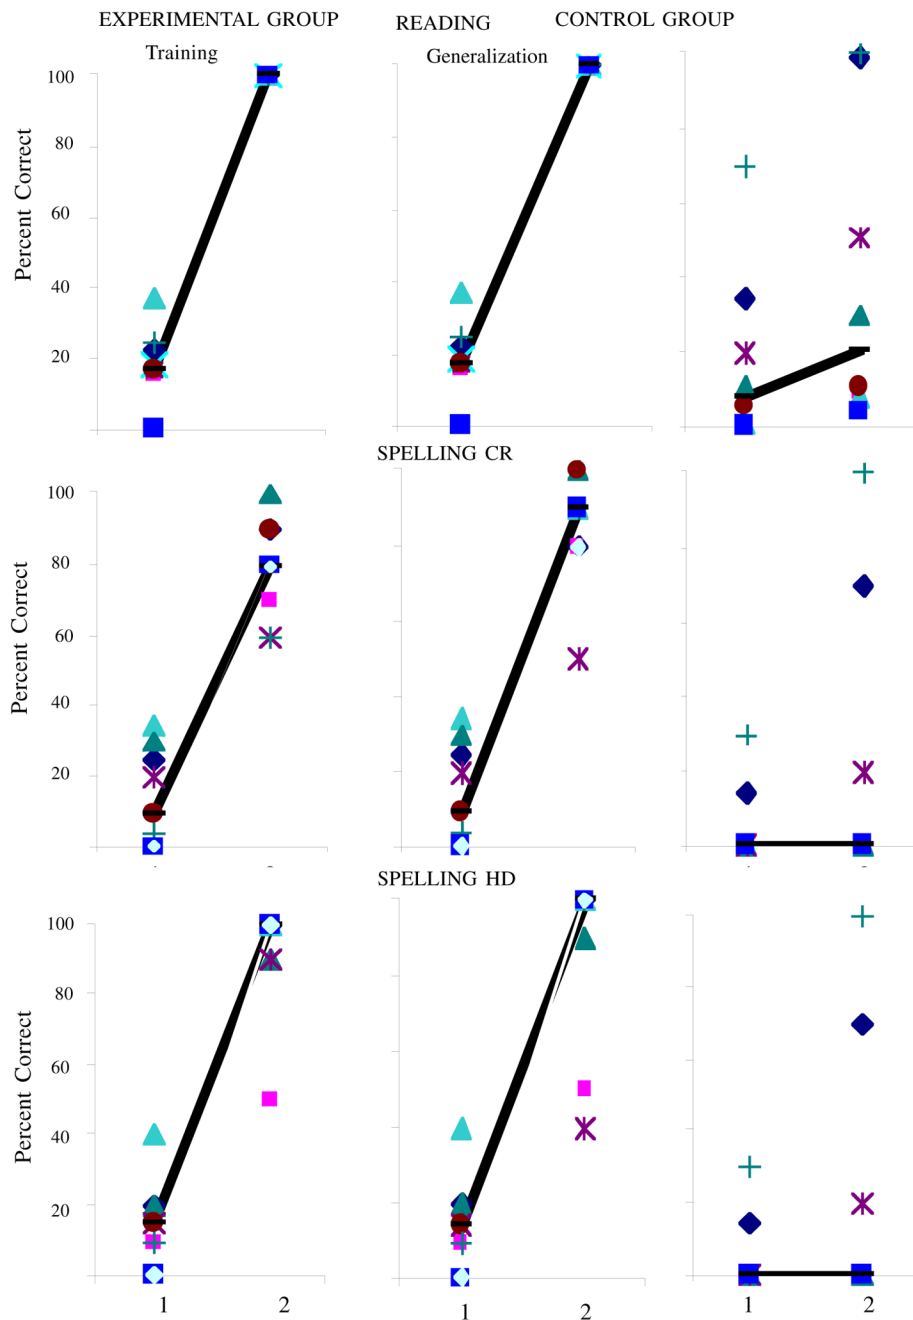 EXPERIMENTAL GROUP READING CONTROL GROUP
Training Generalization
Percent Correct
100
80
60
40
20
SPELLING CR
Percent Correct
100
80
60
40
20
2 2
SPELLING HD
Percent Correct
100
80
60
40
20
1 2 1 2 1 2